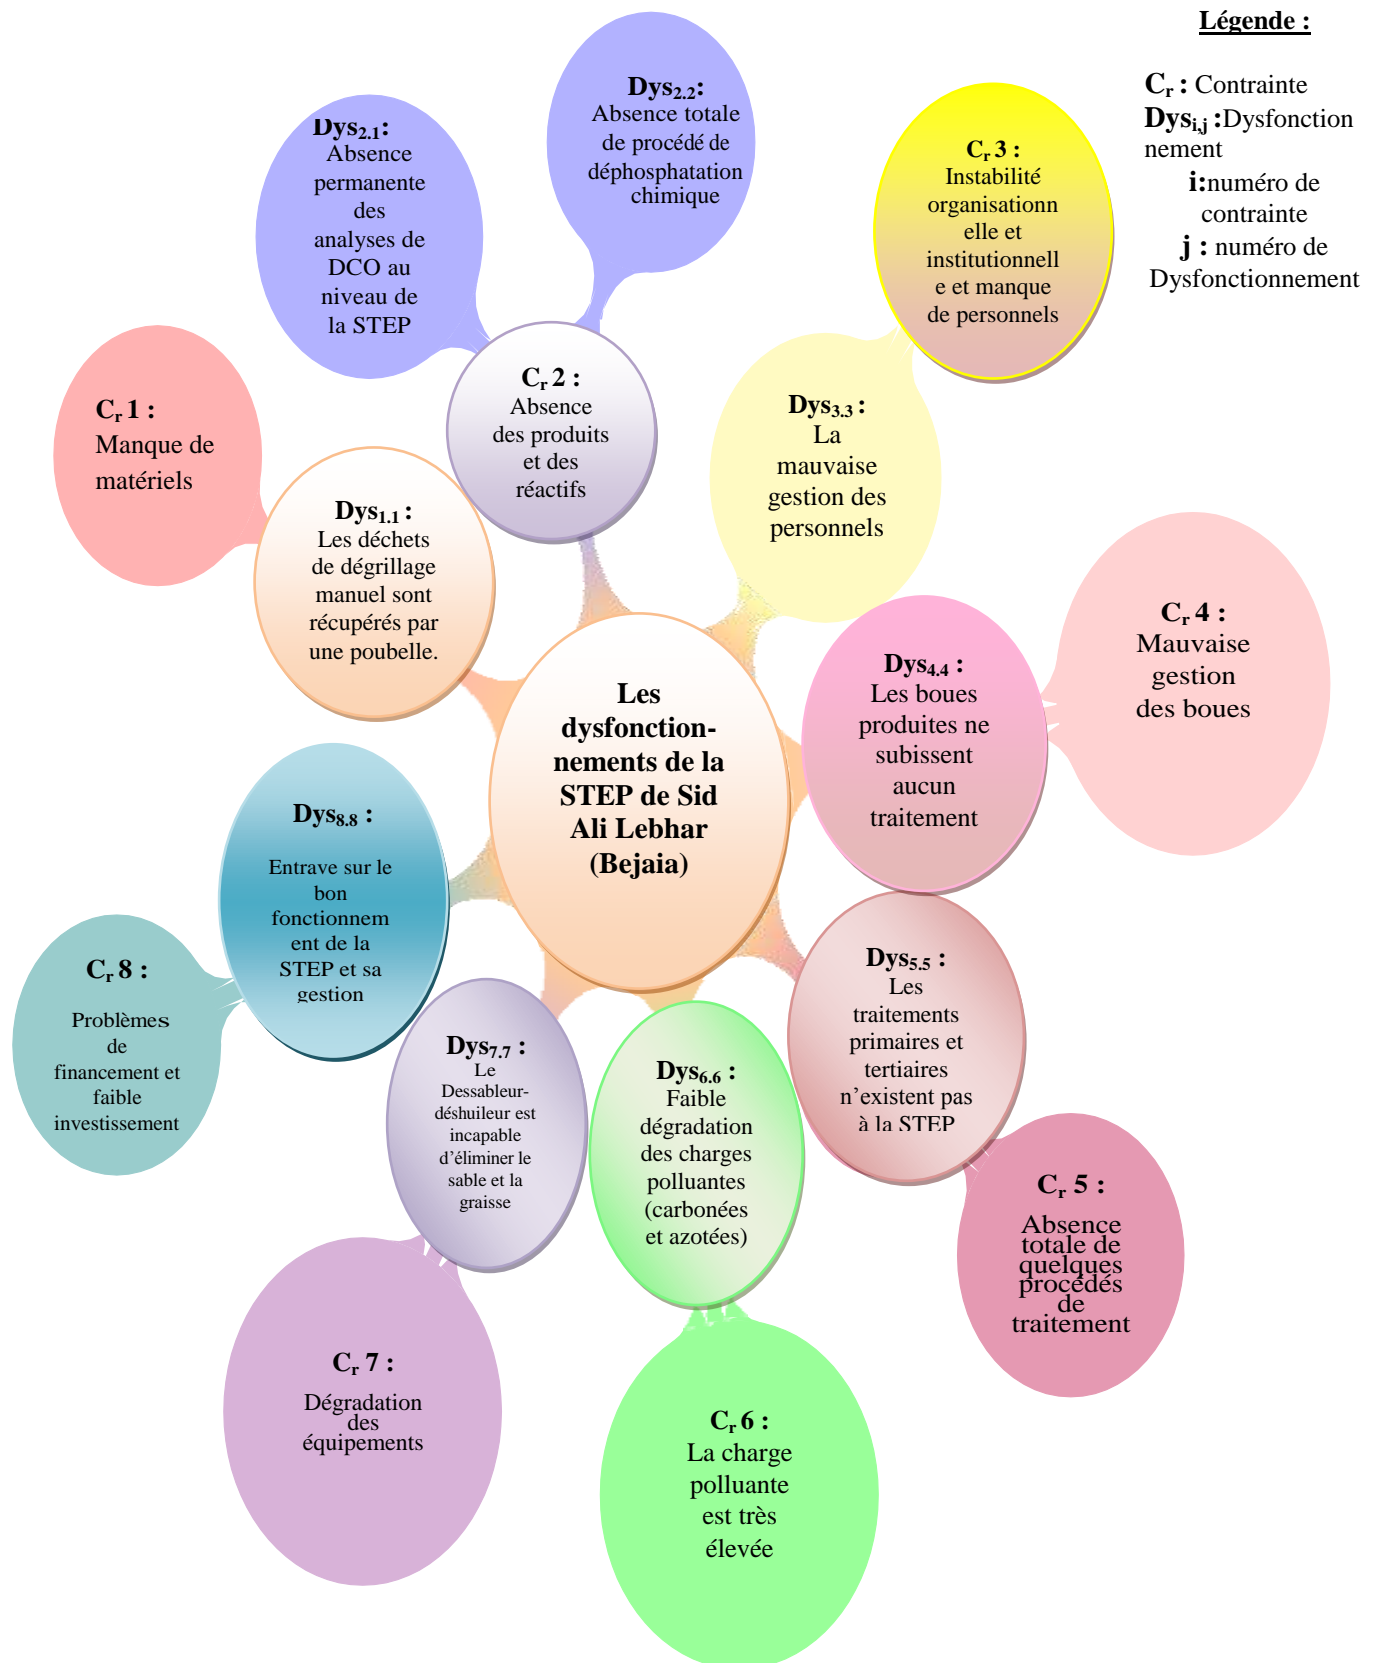 Légende :
Cr : Contrainte
Dysi,j :Dysfonction
nement
i:numéro de
contrainte
j : numéro de
Dysfonctionnement
Dys2.1:
Absence
permanente
des
analyses de
DCO au
niveau de
la STEP
Dys2.2:
Absence totale
de procédé de
déphosphatation
chimique
Cr 3 :
Instabilité
organisationn
elle et
institutionnell
e et manque
de personnels
Cr 1 :
Manque de
matériels
Cr 2 :
Absence
des produits
et des
réactifs
Dys3.3 :
La
mauvaise
gestion des
personnels
Dys1.1 :
Les déchets
de dégrillage
manuel sont
récupérés par
une poubelle.
Cr 4 :
Mauvaise
gestion
des boues
Dys4.4 :
Les boues
produites ne
subissent
aucun
traitement
Les
dysfonction-
nements de la
STEP de Sid
Ali Lebhar
(Bejaia)
Dys8.8 :
Entrave sur le
bon
fonctionnem
ent de la
STEP et sa
gestion
Cr 8 :
Problèmes
de
financement et
faible
investissement
Dys7.7 :
Le
Dessableur-
déshuileur est
incapable
d’éliminer le
sable et la
graisse
Dys6.6 :
Faible
dégradation
des charges
polluantes
(carbonées
et azotées)
Dys5.5 :
Les
traitements
primaires et
tertiaires
n’existent pas
à la STEP
Cr 5 :
Absence
totale de
quelques
procédés
de
traitement
Cr 7 :
Dégradation
des
équipements
Cr 6 :
La charge
polluante
est très
élevée